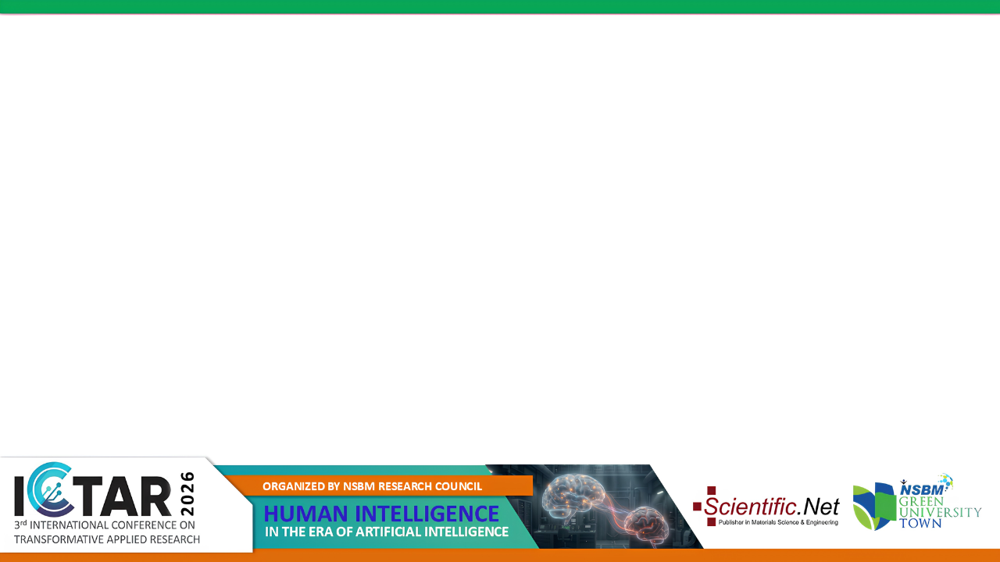 ICTAR 2026
3rd INTERNATIONAL CONFERENCE ON
TRANSFORMATIVE APPLIED RESEARCH
ORGANIZED BY NSBM RESEARCH COUNCIL
HUMAN INTELLIGENCE
IN THE ERA OF ARTIFICIAL INTELLIGENCE
Scientific.Net
Publisher in Materials Science & Engineering
NSBM
GREEN
UNIVERSITY
TOWN